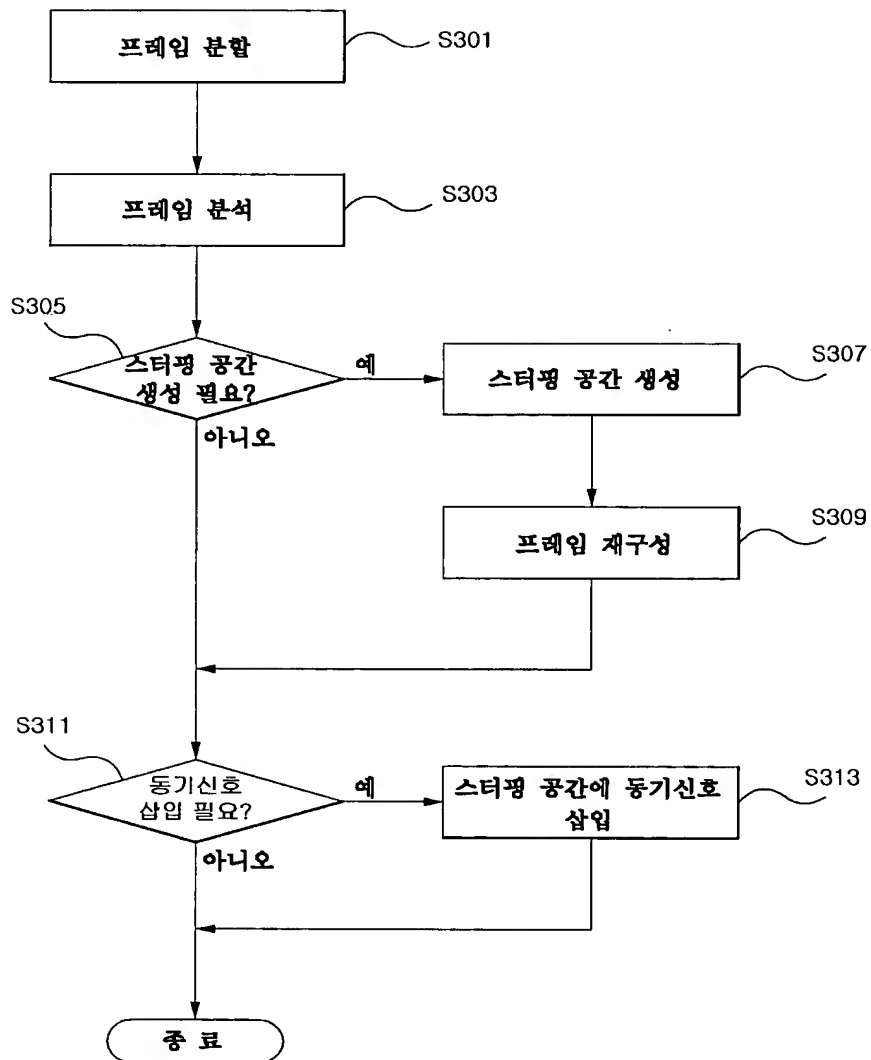 프레임 분할
S301
프레임 분석
S303
S305
스터핑 공간
생성 필요?
예
아니오
스터핑 공간 생성
S307
프레임 재구성
S309
S311
동기신호
삽입 필요?
예
아니오
스터핑 공간에 동기신호
삽입
S313
종 료